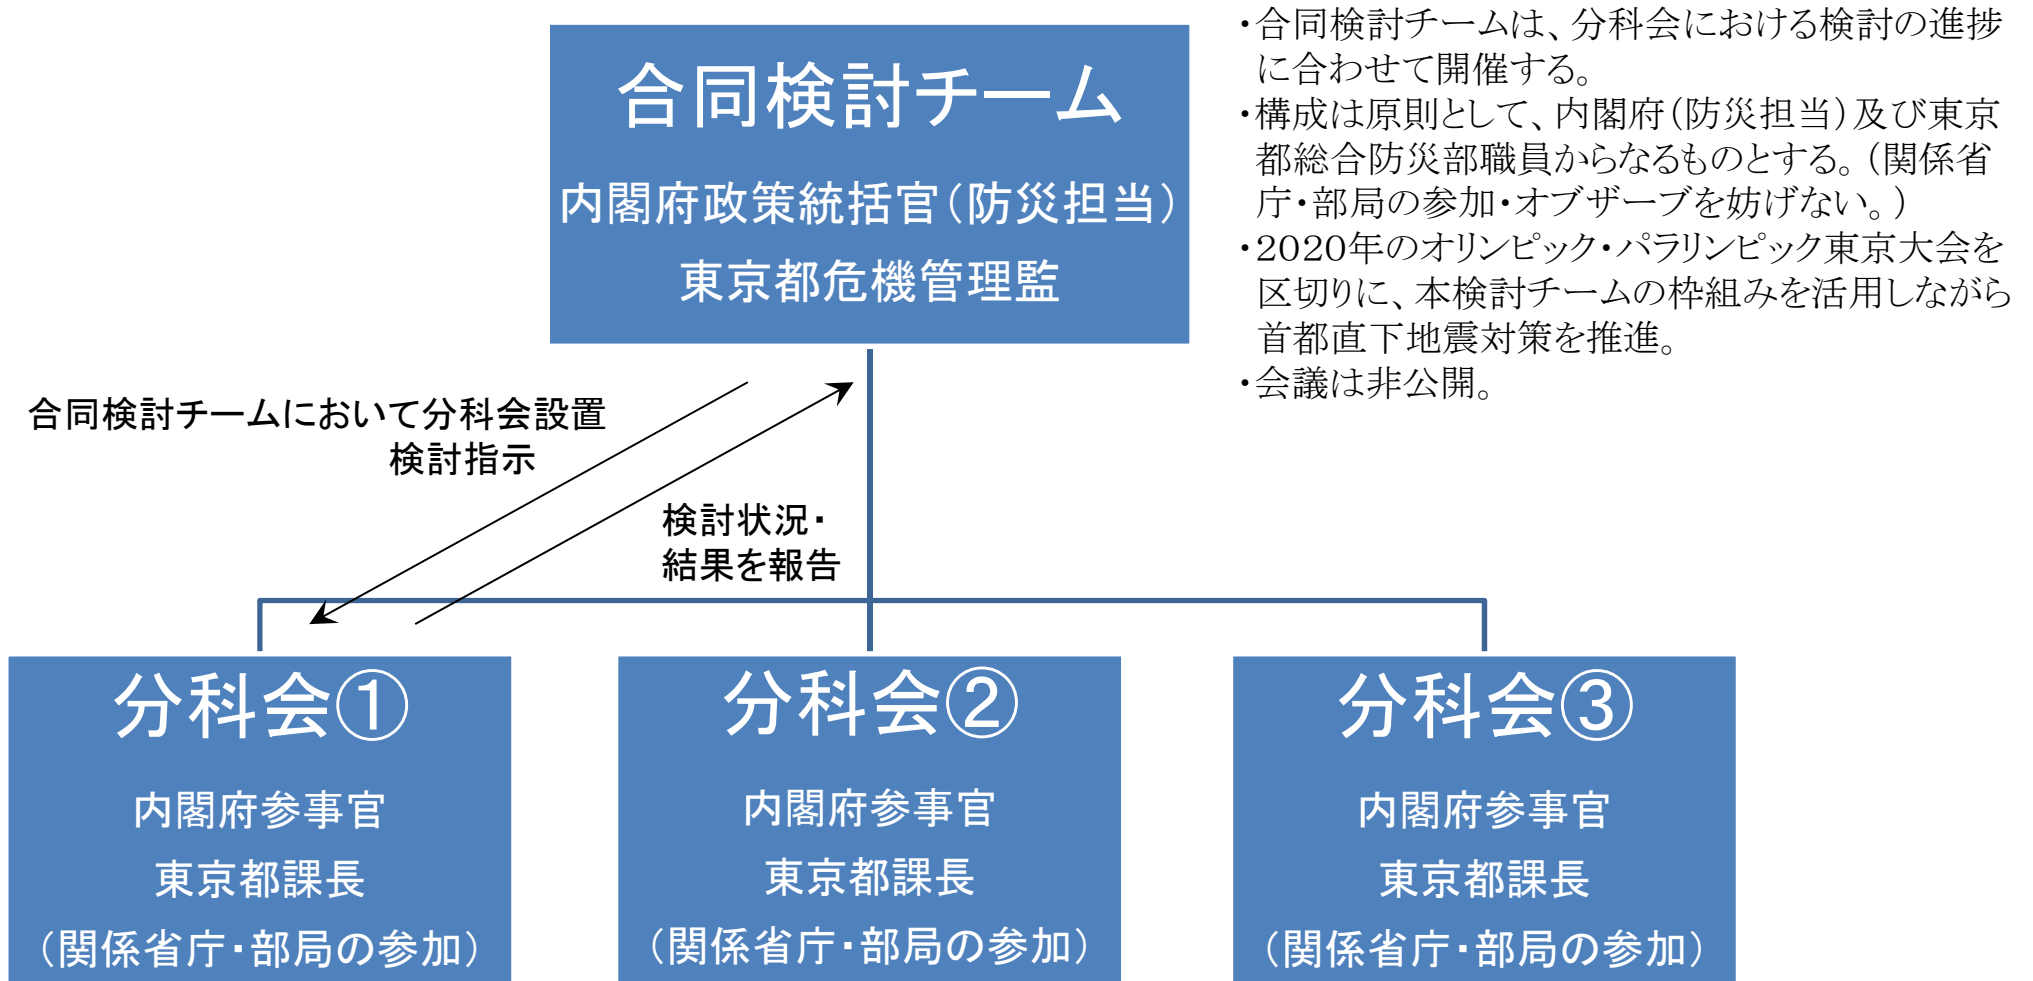 合同検討チーム
内閣府政策統括官（防災担当）
東京都危機管理監
・合同検討チームは、分科会における検討の進捗
に合わせて開催する。
・構成は原則として、内閣府（防災担当）及び東京
都総合防災部職員からなるものとする。（関係省
庁・部局の参加・オブザーブを妨げない。）
・2020年のオリンピック・パラリンピック東京大会を
区切りに、本検討チームの枠組みを活用しながら
首都直下地震対策を推進。
・会議は非公開。
合同検討チームにおいて分科会設置
検討指示
検討状況・
結果を報告
分科会①
内閣府参事官
東京都課長
（関係省庁・部局の参加）
分科会②
内閣府参事官
東京都課長
（関係省庁・部局の参加）
分科会③
内閣府参事官
東京都課長
（関係省庁・部局の参加）